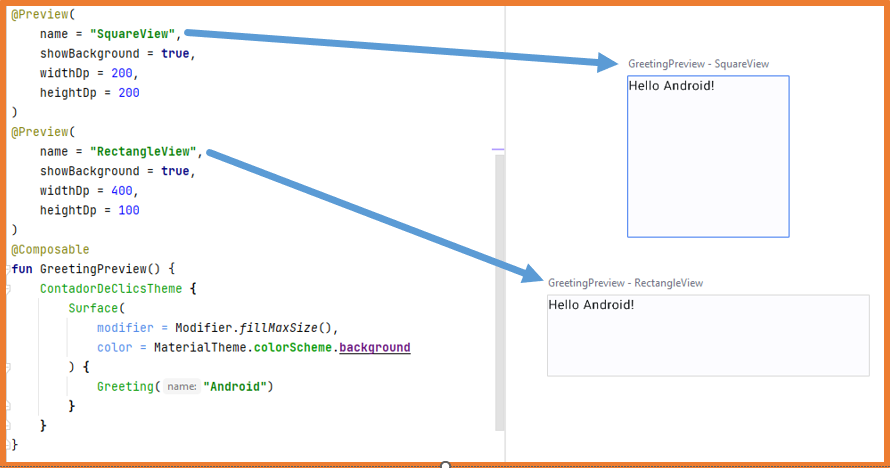 @Preview(
    name = "SquareView",
    showBackground = true,
    widthDp = 200,
    heightDp = 200
)
@Preview(
    name = "RectangleView",
    showBackground = true,
    widthDp = 400,
    heightDp = 100
)
@Composable
fun GreetingPreview() {
    ContadorDeClicsTheme {
        Surface(
            modifier = Modifier.fillMaxSize(),
            color = MaterialTheme.colorScheme.background
        ) {
            Greeting( name: "Android")
        }
    }
}
GreetingPreview - SquareView
Hello Android!
GreetingPreview - RectangleView
Hello Android!